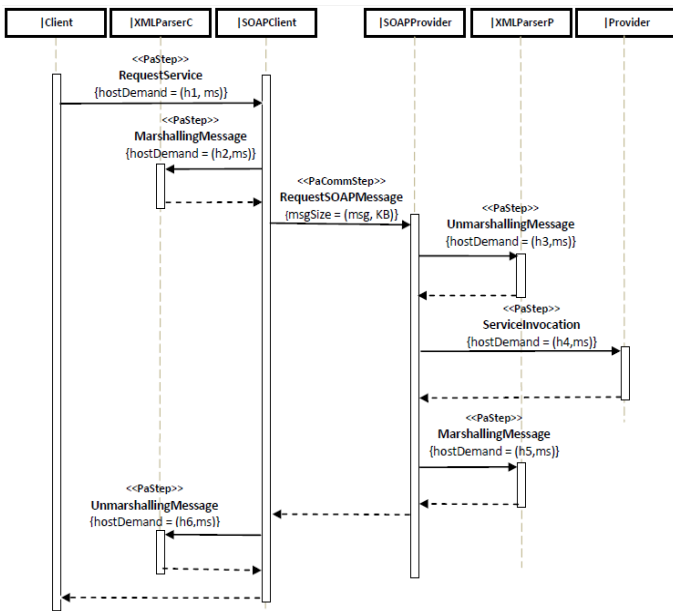 |Client |XMLParserC |SOAPClient |SOAPProvider |XMLParserP |Provider
<<PaStep>>
RequestService
{hostDemand = (h1, ms)}
<<PaStep>>
MarshallingMessage
{hostDemand = (h2,ms)}
<<PaCommStep>>
RequestSOAPMessage
{msgSize = (msg, KB)}
<<PaStep>>
UnmarshallingMessage
{hostDemand = (h3,ms)}
<<PaStep>>
ServiceInvocation
{hostDemand = (h4,ms)}
<<PaStep>>
MarshallingMessage
{hostDemand = (h5,ms)}
<<PaStep>>
UnmarshallingMessage
{hostDemand = (h6,ms)}